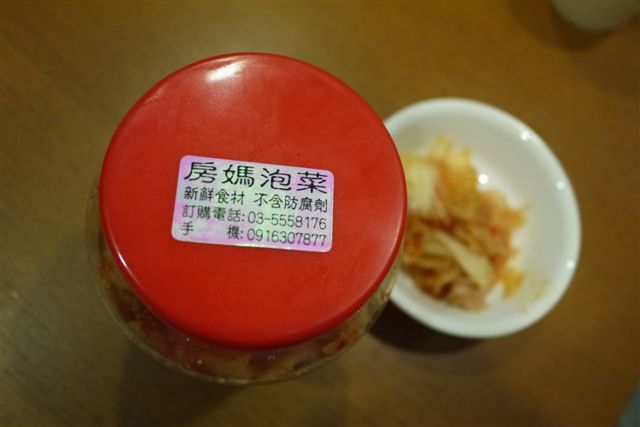 房媽泡菜
新鮮食材 不含防腐劑
訂購電話:03-5558176
手 機:0916307877